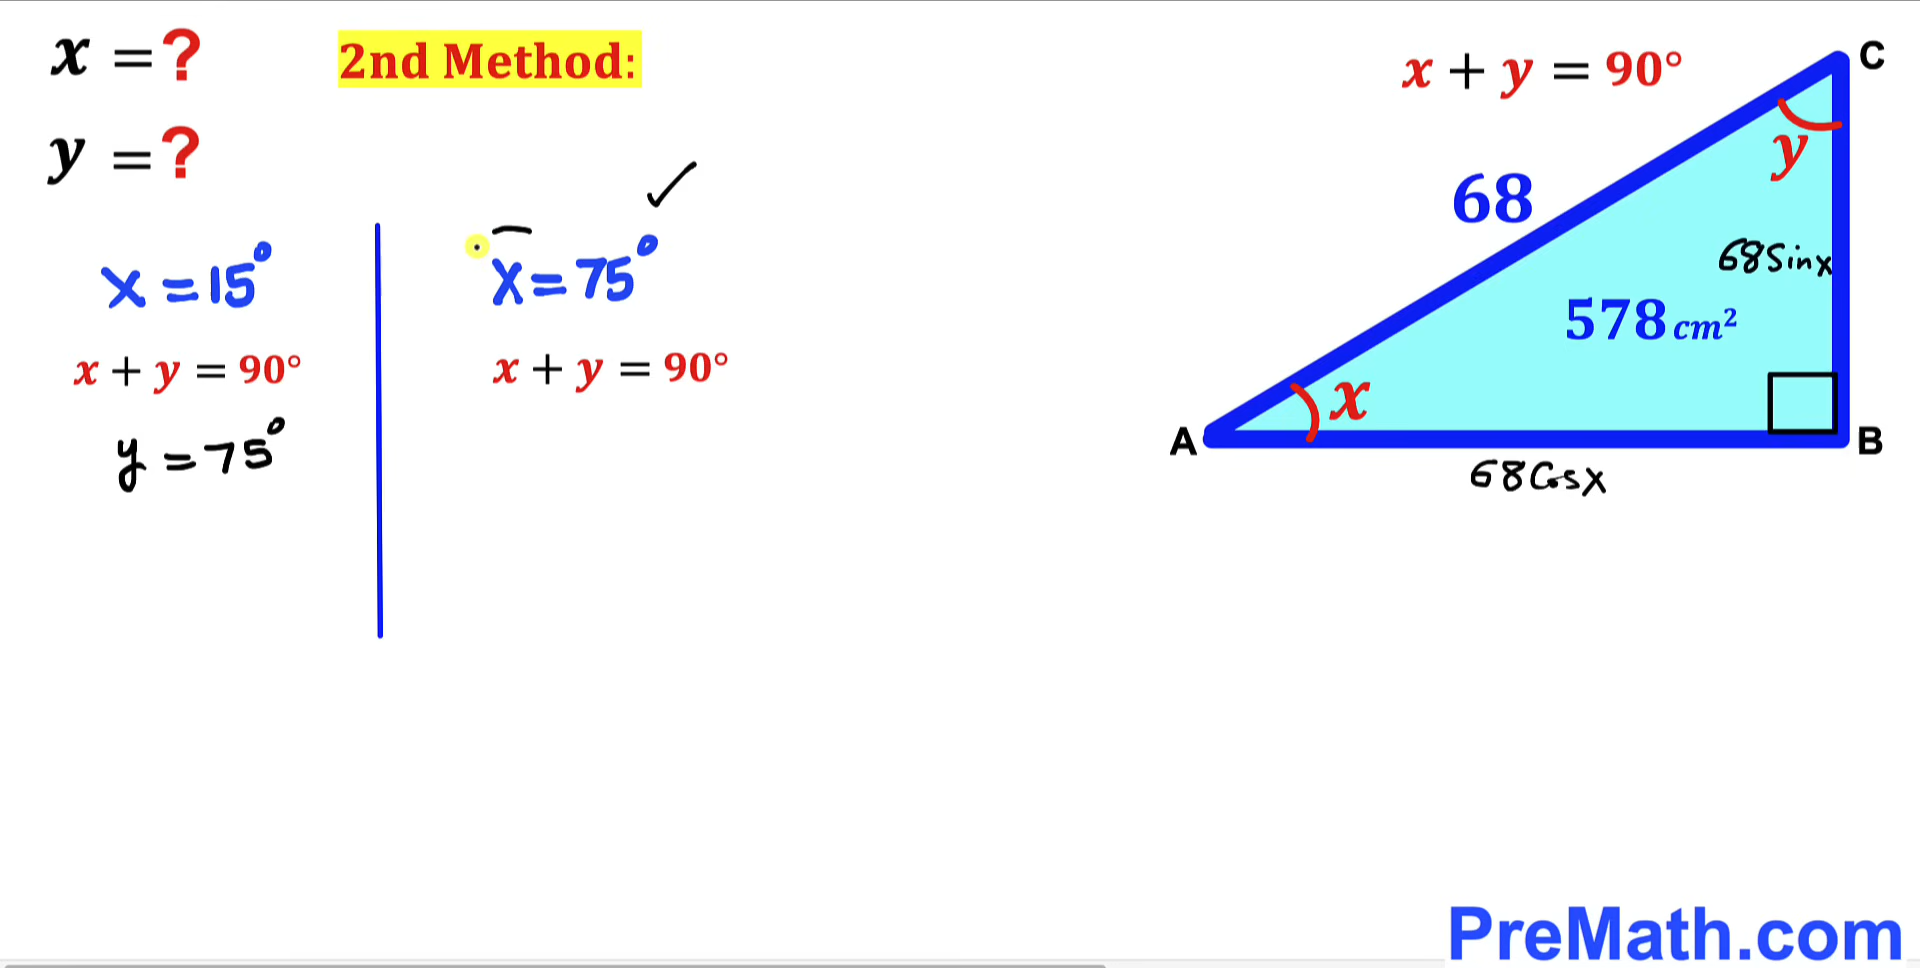 x = ?
2nd Method:
y = ?
x = 15°
x + y = 90°
y = 75°
x = 75°
x + y = 90°
x + y = 90°
C
y
68
68Sinx
578 cm²
x
A
B
68Cosx
PreMath.com